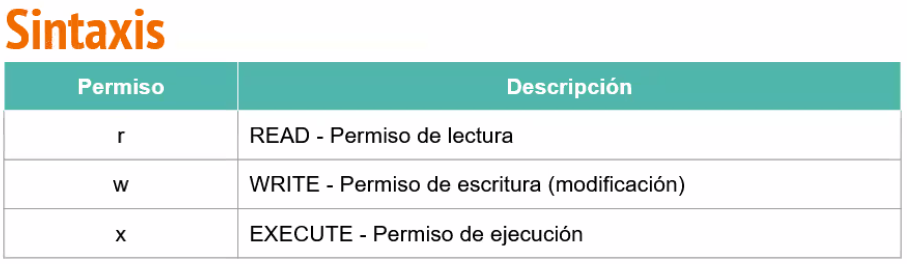 Sintaxis
Permiso Descripción
r READ - Permiso de lectura
w WRITE - Permiso de escritura (modificación)
x EXECUTE - Permiso de ejecución